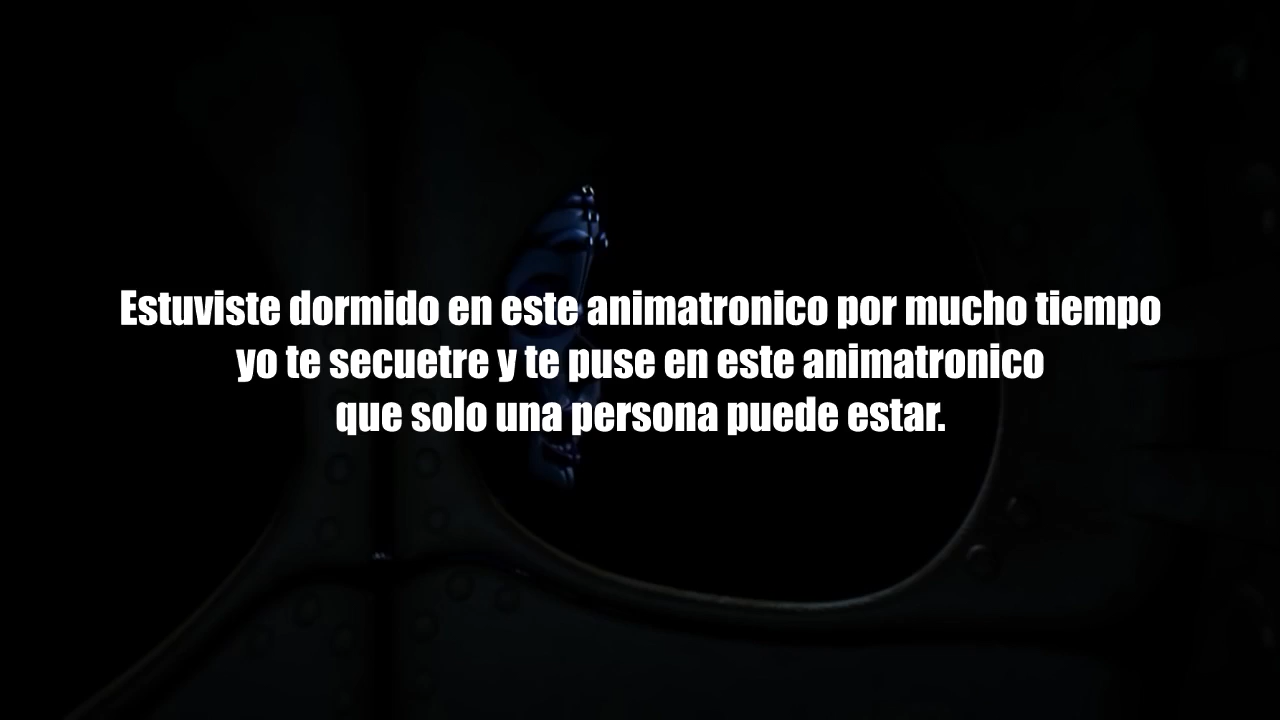 Estuviste dormido en este animatronico por mucho tiempo
yo te secuetre y te puse en este animatronico
que solo una persona puede estar.